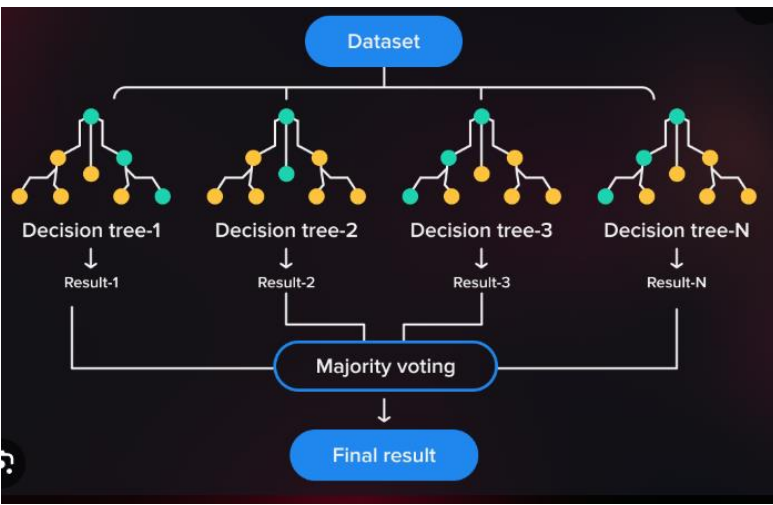 Dataset
Decision tree-1
Decision tree-2
Decision tree-3
Decision tree-N
Result-1
Result-2
Result-3
Result-N
Majority voting
Final result